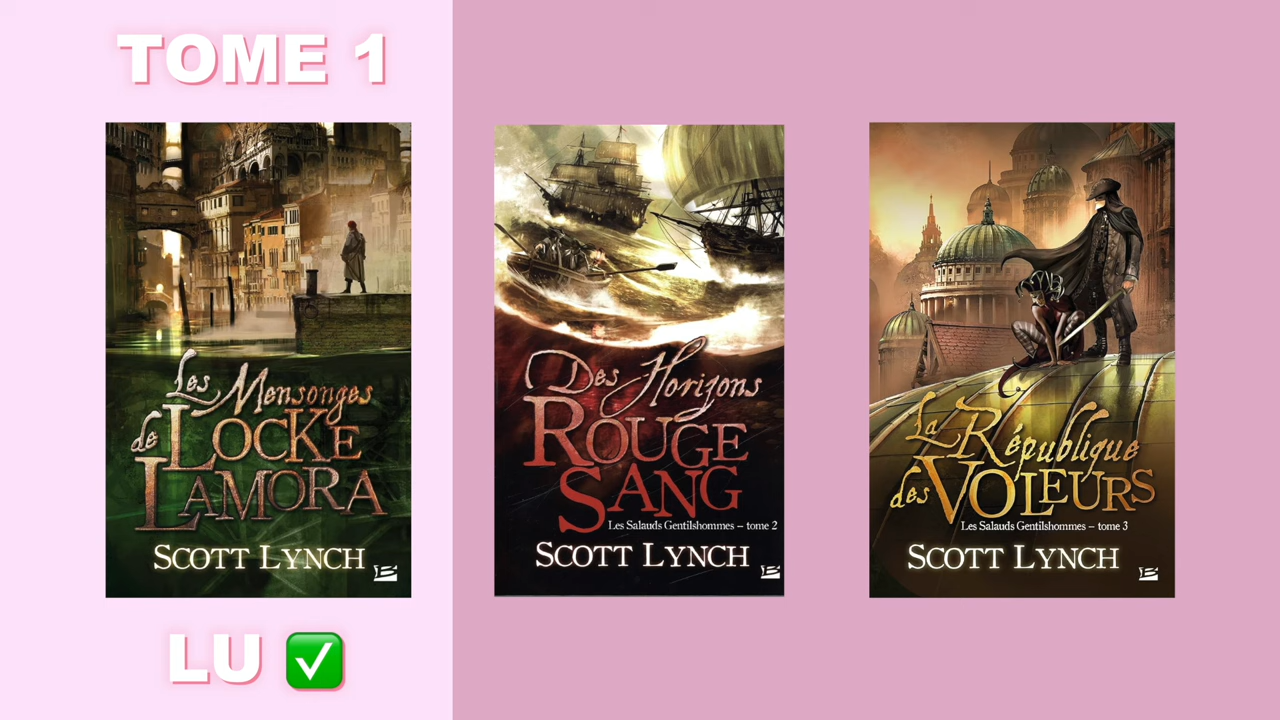 TOME 1
Les Mensonges
de LOCKE
LAMORA
SCOTT LYNCH
LU
Des Horizons
ROUGE
SANG
Les Salauds Gentilshommes – tome 2
SCOTT LYNCH
La République
des VOLEURS
Les Salauds Gentilshommes – tome 3
SCOTT LYNCH